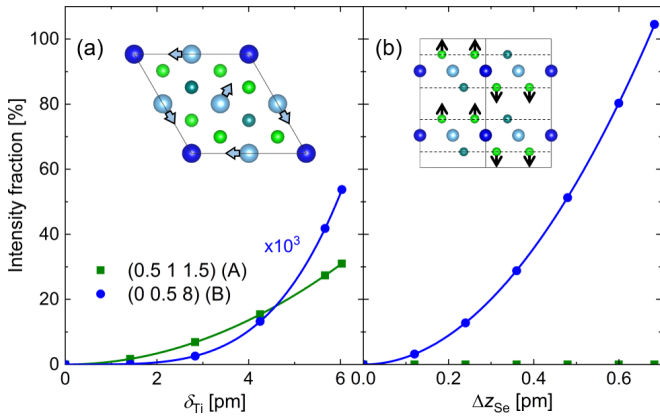 (a)
(b)
Intensity fraction [%]
100
80
60
40
20
0
x10³
(0.5 1 1.5) (A)
(0 0.5 8) (B)
0 2 4 6
δTi [pm]
0.0 0.2 0.4 0.6
ΔzSe [pm]